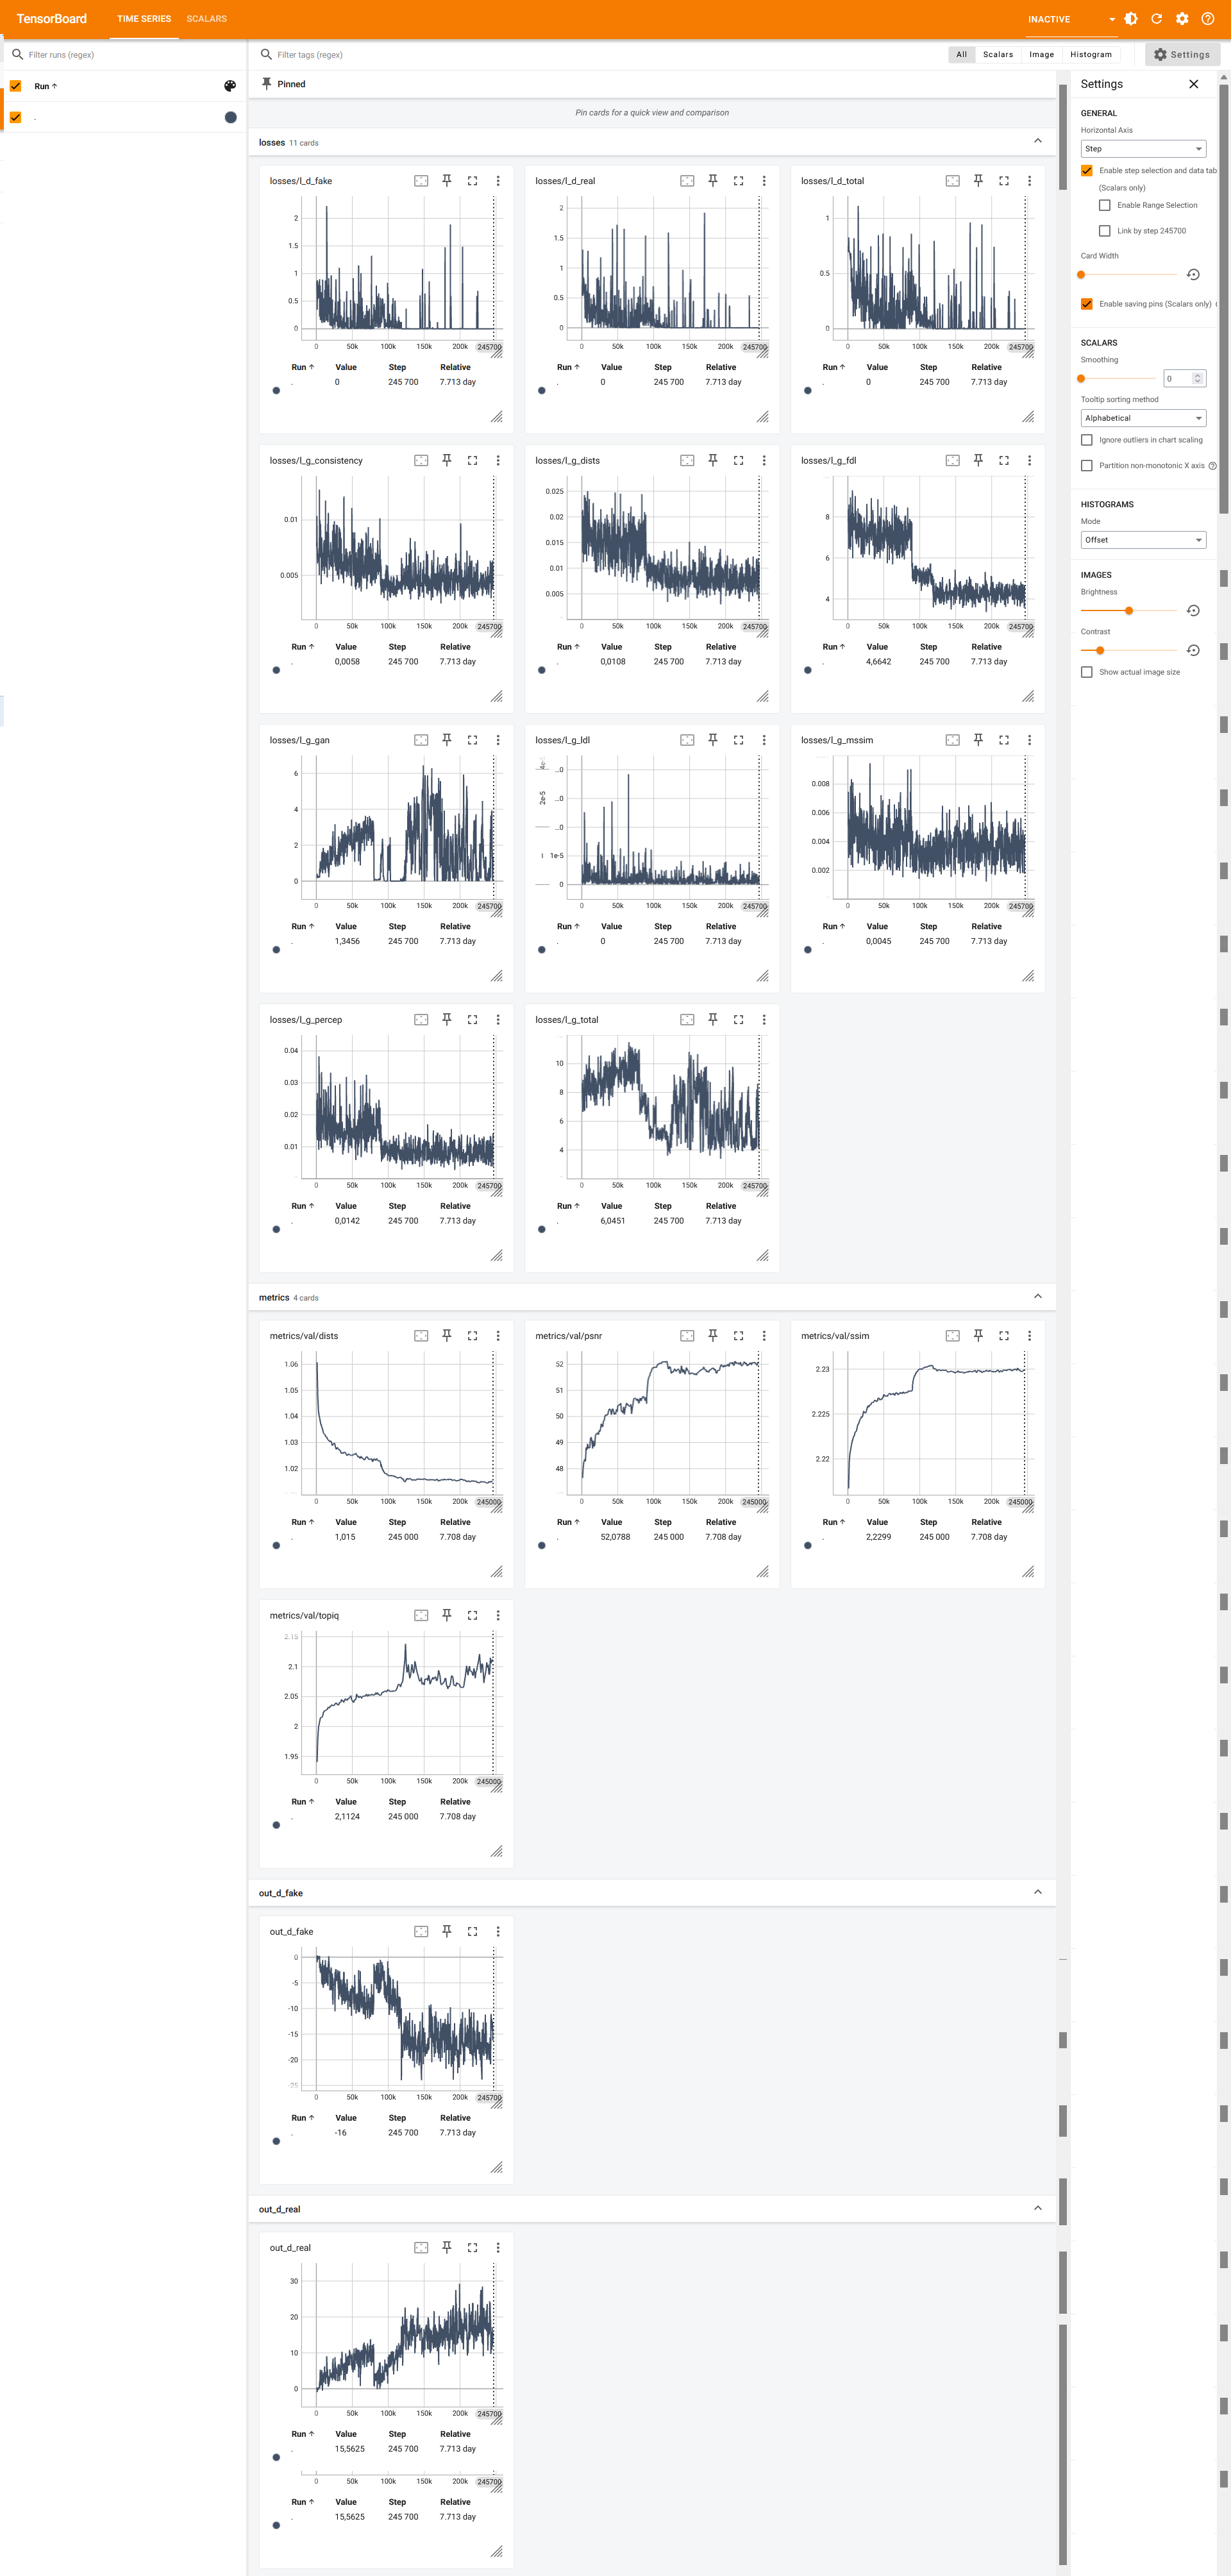 TensorBoard TIME SERIES SCALARS INACTIVE
Filter runs (regex)
Run
.
Filter tags (regex)
All Scalars Image Histogram Settings
Pinned
Pin cards for a quick view and comparison
losses 11 cards
losses/l_d_fake
2
1.5
1
0.5
0
0 50k 100k 150k 200k 245700
Run Value Step Relative
. 0 245 700 7.713 day
losses/l_d_real
2
1.5
1
0.5
0
0 50k 100k 150k 200k 245700
Run Value Step Relative
. 0 245 700 7.713 day
losses/l_d_total
1
0.5
0
0 50k 100k 150k 200k 245700
Run Value Step Relative
. 0 245 700 7.713 day
losses/l_g_consistency
0.01
0.005
0 50k 100k 150k 200k 245700
Run Value Step Relative
. 0,0058 245 700 7.713 day
losses/l_g_dists
0.025
0.02
0.015
0.01
0.005
0 50k 100k 150k 200k 245700
Run Value Step Relative
. 0,0108 245 700 7.713 day
losses/l_g_fdl
8
6
4
0 50k 100k 150k 200k 245700
Run Value Step Relative
. 4,6642 245 700 7.713 day
losses/l_g_gan
6
4
2
0
0 50k 100k 150k 200k 245700
Run Value Step Relative
. 1,3456 245 700 7.713 day
losses/l_g_ldl
...0
2e-5
...0
...0
1e-5
0
0 50k 100k 150k 200k 245700
Run Value Step Relative
. 0 245 700 7.713 day
losses/l_g_mssim
0.008
0.006
0.004
0.002
0 50k 100k 150k 200k 245700
Run Value Step Relative
. 0,0045 245 700 7.713 day
losses/l_g_percep
0.04
0.03
0.02
0.01
0 50k 100k 150k 200k 245700
Run Value Step Relative
. 0,0142 245 700 7.713 day
losses/l_g_total
10
8
6
4
0 50k 100k 150k 200k 245700
Run Value Step Relative
. 6,0451 245 700 7.713 day
metrics 4 cards
metrics/val/dists
1.06
1.05
1.04
1.03
1.02
0 50k 100k 150k 200k 245000
Run Value Step Relative
. 1,015 245 000 7.708 day
metrics/val/psnr
52
51
50
49
48
0 50k 100k 150k 200k 245000
Run Value Step Relative
. 52,0788 245 000 7.708 day
metrics/val/ssim
2.23
2.225
2.22
0 50k 100k 150k 200k 245000
Run Value Step Relative
. 2,2299 245 000 7.708 day
metrics/val/topiq
2.15
2.1
2.05
2
1.95
0 50k 100k 150k 200k 245000
Run Value Step Relative
. 2,1124 245 000 7.708 day
out_d_fake
out_d_fake
0
-5
-10
-15
-20
-25
0 50k 100k 150k 200k 245700
Run Value Step Relative
. -16 245 700 7.713 day
out_d_real
out_d_real
30
20
10
0
0 50k 100k 150k 200k 245700
Run Value Step Relative
. 15,5625 245 700 7.713 day
0 50k 100k 150k 200k 245700
Run Value Step Relative
. 15,5625 245 700 7.713 day
Settings
GENERAL
Horizontal Axis
Step
Enable step selection and data tab
(Scalars only)
Enable Range Selection
Link by step 245700
Card Width
Enable saving pins (Scalars only)
SCALARS
Smoothing
0
Tooltip sorting method
Alphabetical
Ignore outliers in chart scaling
Partition non-monotonic X axis
HISTOGRAMS
Mode
Offset
IMAGES
Brightness
Contrast
Show actual image size